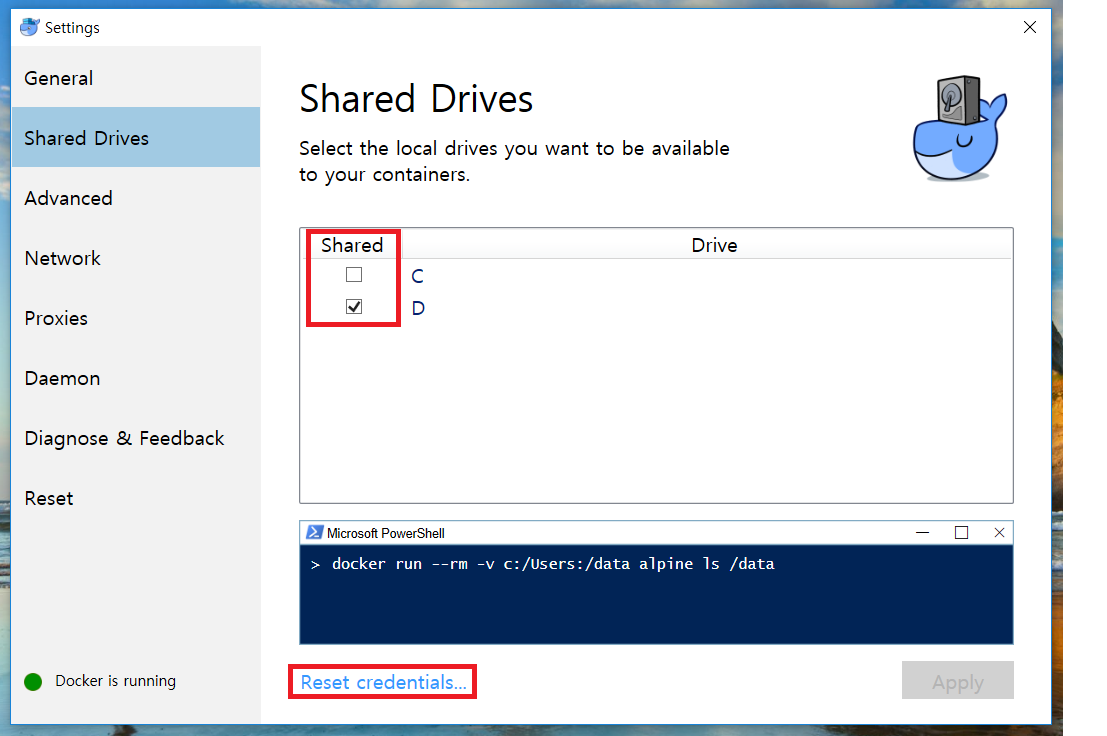 Settings
General
Shared Drives
Advanced
Network
Proxies
Daemon
Diagnose & Feedback
Reset
Docker is running
Shared Drives
Select the local drives you want to be available
to your containers.
Shared Drive
C
D
Microsoft PowerShell
> docker run --rm -v c:/Users:/data alpine ls /data
Reset credentials...
Apply